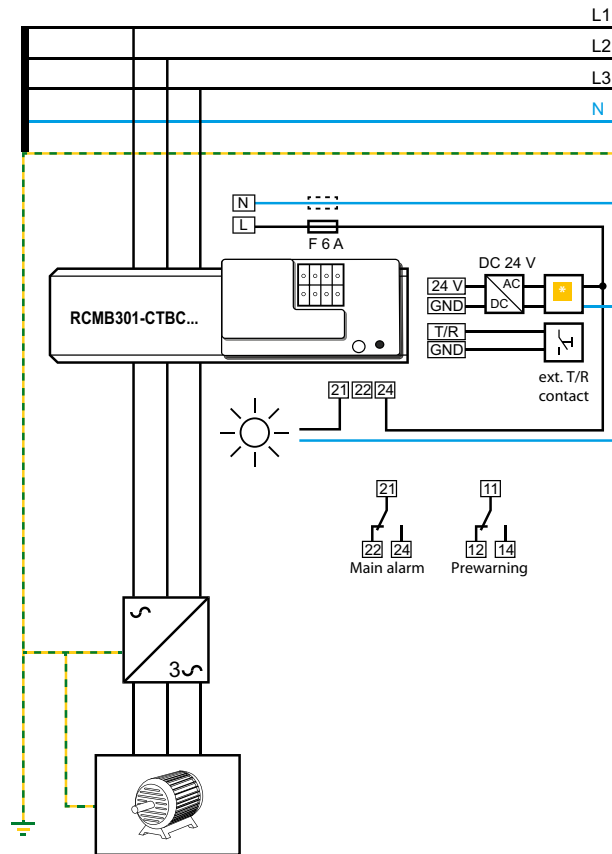 L1
L2
L3
N
N
L
F 6 A
DC 24 V
24 V
AC
GND
DC
*
RCMB301-CTBC...
T/R
GND
ext. T/R
contact
21 22 24
21
11
22 24
12 14
Main alarm
Prewarning
3